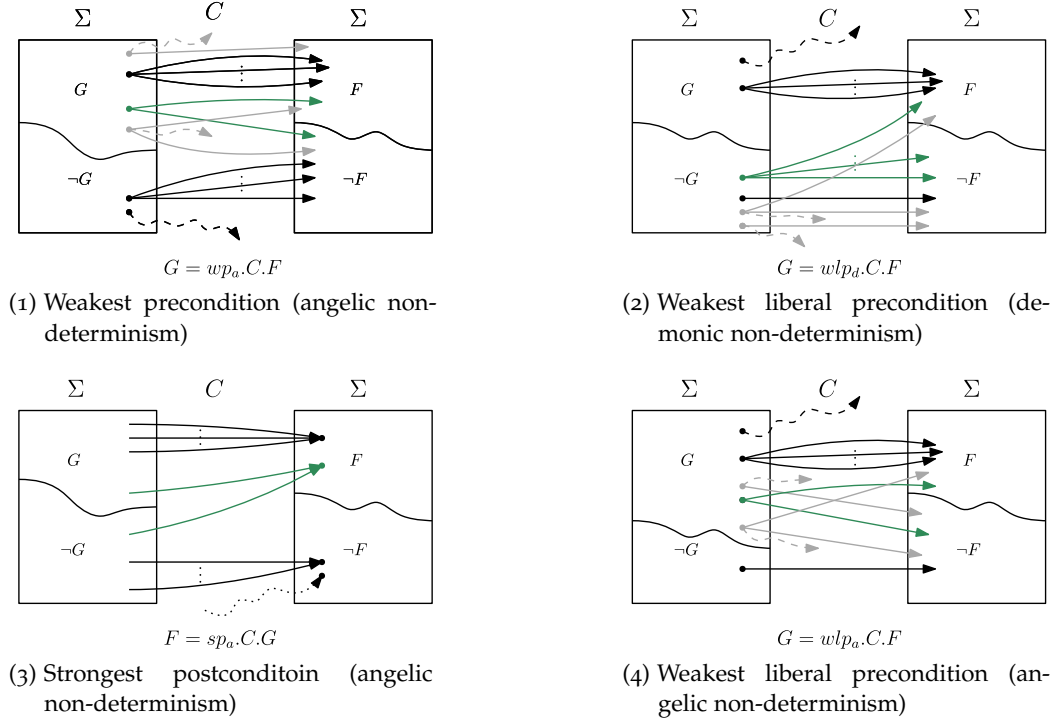 Σ C Σ
G F
¬G ¬F
G = wp_a.C.F
(1) Weakest precondition (angelic non-
determinism)
Σ C Σ
G F
¬G ¬F
G = wlp_d.C.F
(2) Weakest liberal precondition (de-
monic non-determinism)
Σ C Σ
G F
¬G ¬F
F = sp_a.C.G
(3) Strongest postconditoin (angelic
non-determinism)
Σ C Σ
G F
¬G ¬F
G = wlp_a.C.F
(4) Weakest liberal precondition (an-
gelic non-determinism)